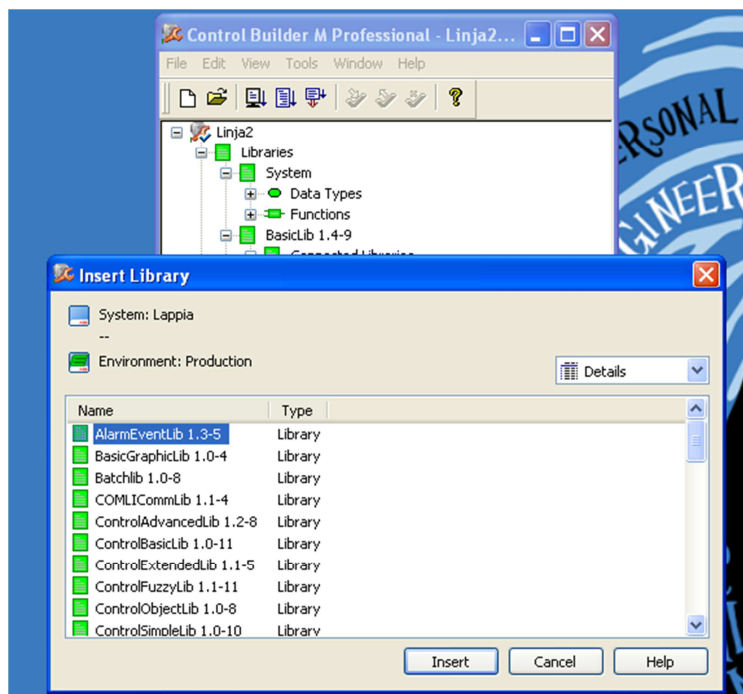 Control Builder M Professional - Linja2...
File Edit View Tools Window Help
Linja2
Libraries
System
Data Types
Functions
BasicLib 1.4-9
Connected Libraries
ERSONAL
GINEER
Insert Library
System: Lappia
--
Environment: Production
Details
Name Type
AlarmEventLib 1.3-5 Library
BasicGraphicLib 1.0-4 Library
Batchlib 1.0-8 Library
COMLICommLib 1.1-4 Library
ControlAdvancedLib 1.2-8 Library
ControlBasicLib 1.0-11 Library
ControlExtendedLib 1.1-5 Library
ControlFuzzyLib 1.1-11 Library
ControlObjectLib 1.0-8 Library
ControlSimpleLib 1.0-10 Library
Insert Cancel Help